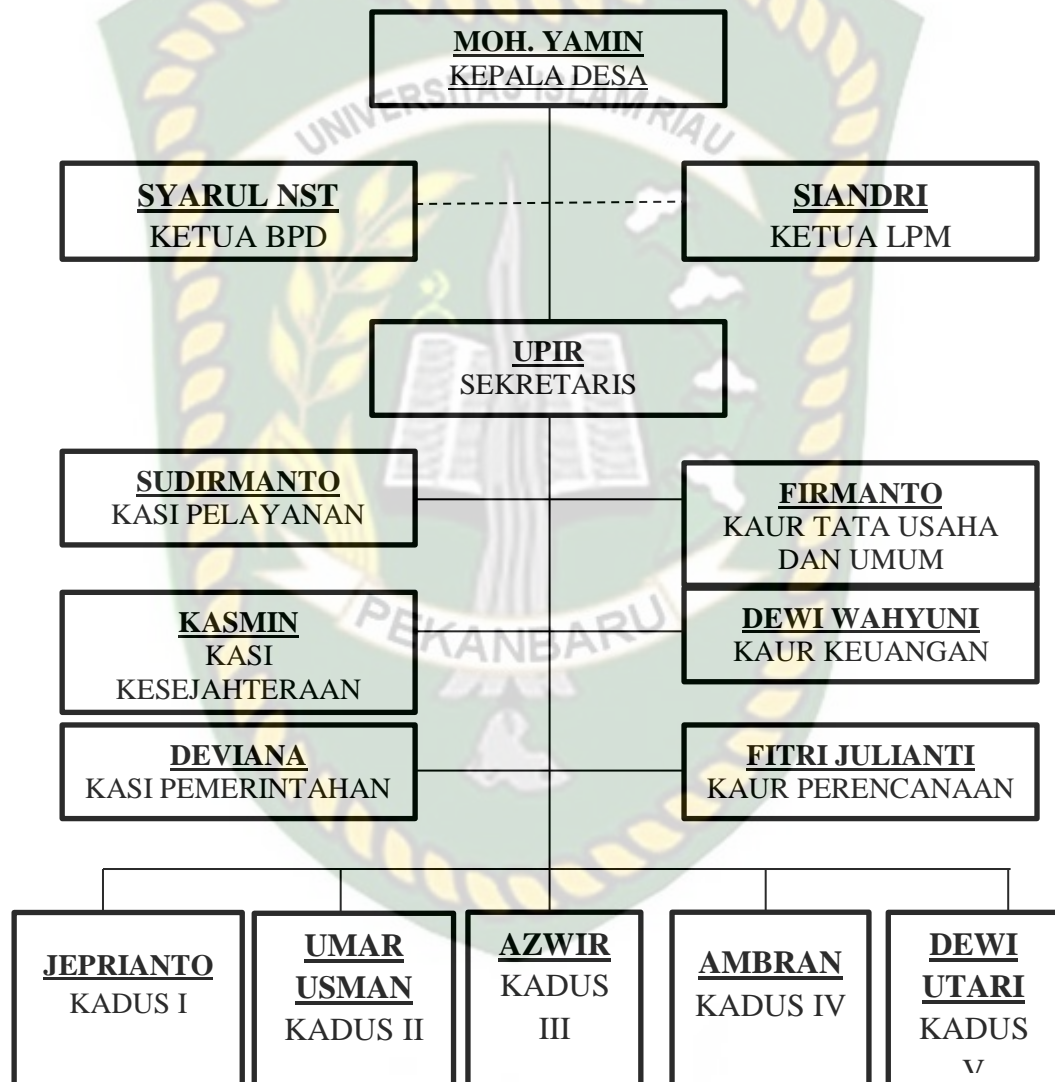 MOH. YAMIN
KEPALA DESA
UNIVERSITAS ISLAM RIAU
SYARUL NST
KETUA BPD
SIANDRI
KETUA LPM
UPIR
SEKRETARIS
SUDIRMANTO
KASI PELAYANAN
FIRMANTO
KAUR TATA USAHA
DAN UMUM
KASMIN
KASI
KESEJAHTERAAN
DEWI WAHYUNI
KAUR KEUANGAN
PEKANBARU
DEVIANA
KASI PEMERINTAHAN
FITRI JULIANTI
KAUR PERENCANAAN
JEPRIANTO
KADUS I
UMAR
USMAN
KADUS II
AZWIR
KADUS
III
AMBRAN
KADUS IV
DEWI
UTARI
KADUS
V